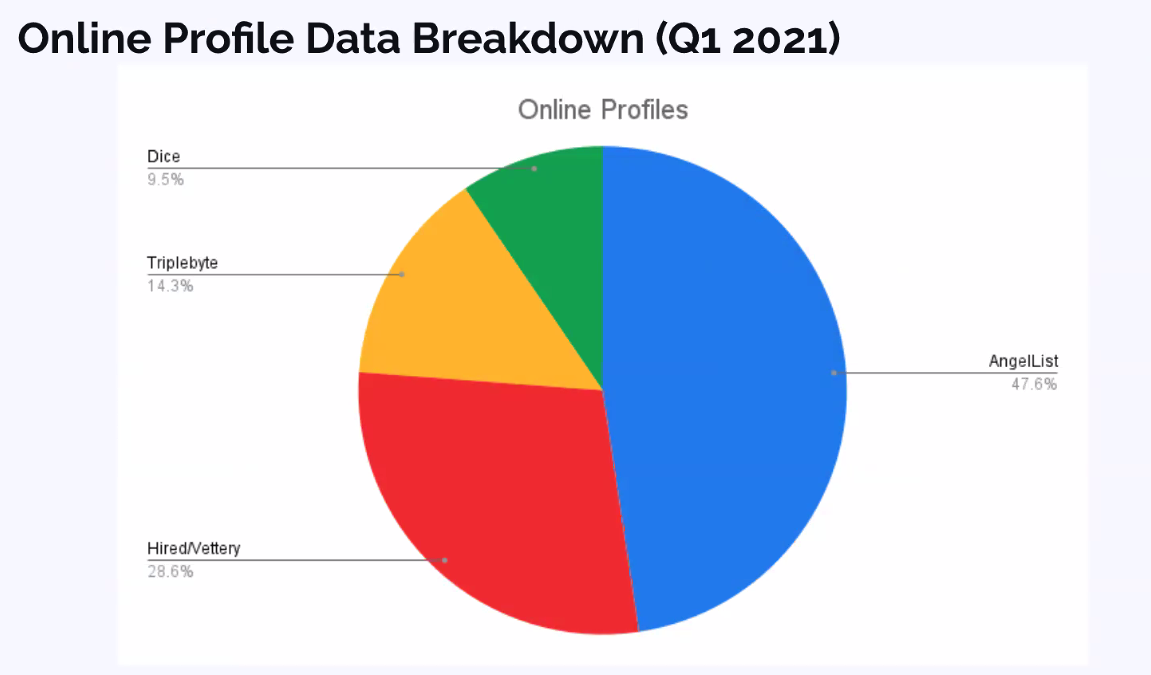 Online Profile Data Breakdown (Q1 2021)
Online Profiles
Dice
9.5%
Triplebyte
14.3%
AngelList
47.6%
Hired/Vettery
28.6%